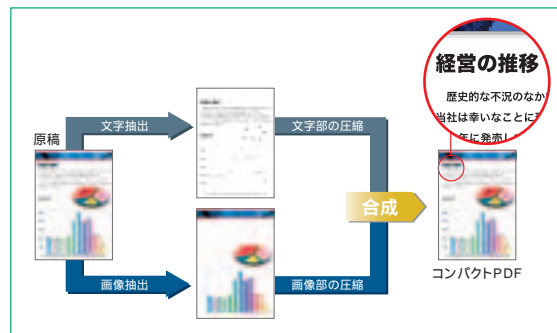 経営の推移
歴史的な不況のなか
当社は幸いなことに
年に発売し
原稿
文字抽出
文字部の圧縮
合成
画像抽出
画像部の圧縮
コンパクトPDF